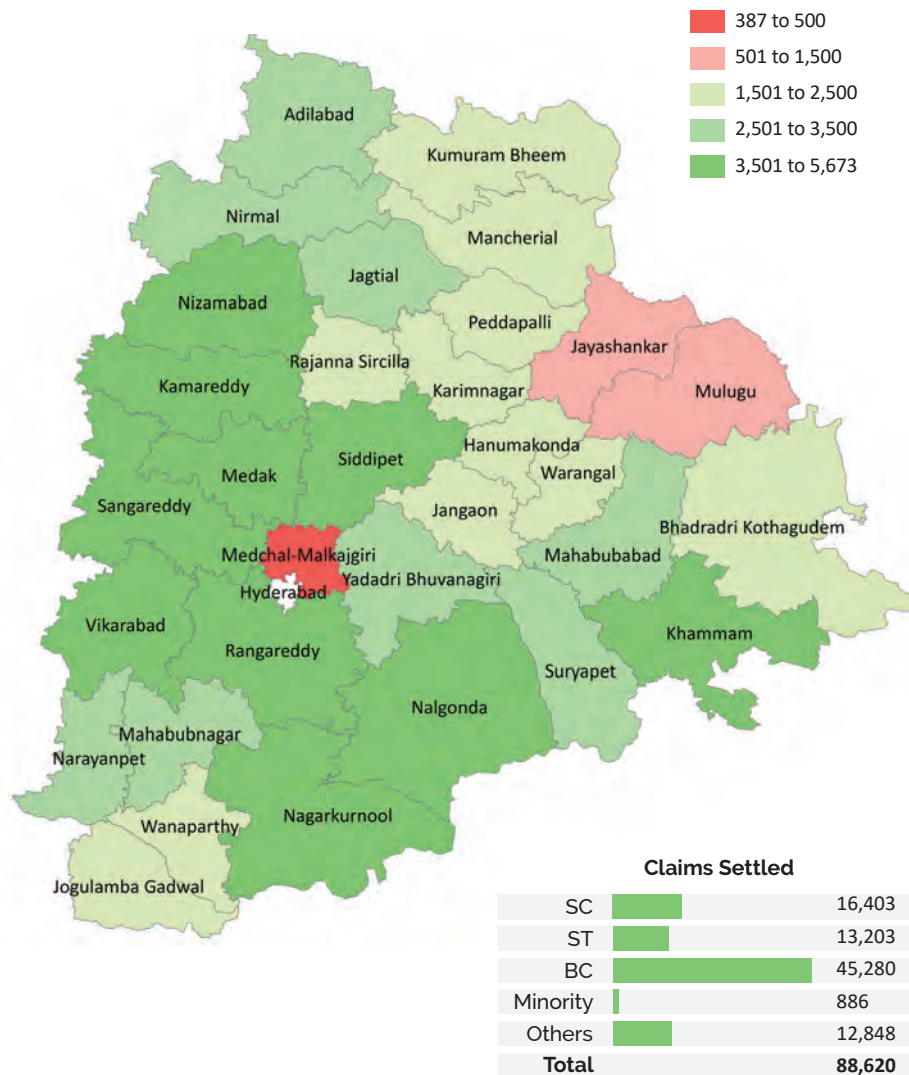 387 to 500
501 to 1,500
1,501 to 2,500
2,501 to 3,500
3,501 to 5,673
Adilabad
Kumuram Bheem
Nirmal
Mancherial
Jagtial
Nizamabad
Peddapalli
Jayashankar
Rajanna Sircilla
Kamareddy
Karimnagar
Mulugu
Hanumakonda
Siddipet
Medak
Warangal
Sangareddy
Jangaon
Bhadradri Kothagudem
Medchal-Malkajgiri
Mahabubabad
Yadadri Bhuvanagiri
Hyderabad
Vikarabad
Khammam
Rangareddy
Suryapet
Nalgonda
Mahabubnagar
Narayanpet
Nagarkurnool
Wanaparthy
Jogulamba Gadwal
Claims Settled
SC 16,403
ST 13,203
BC 45,280
Minority 886
Others 12,848
Total 88,620